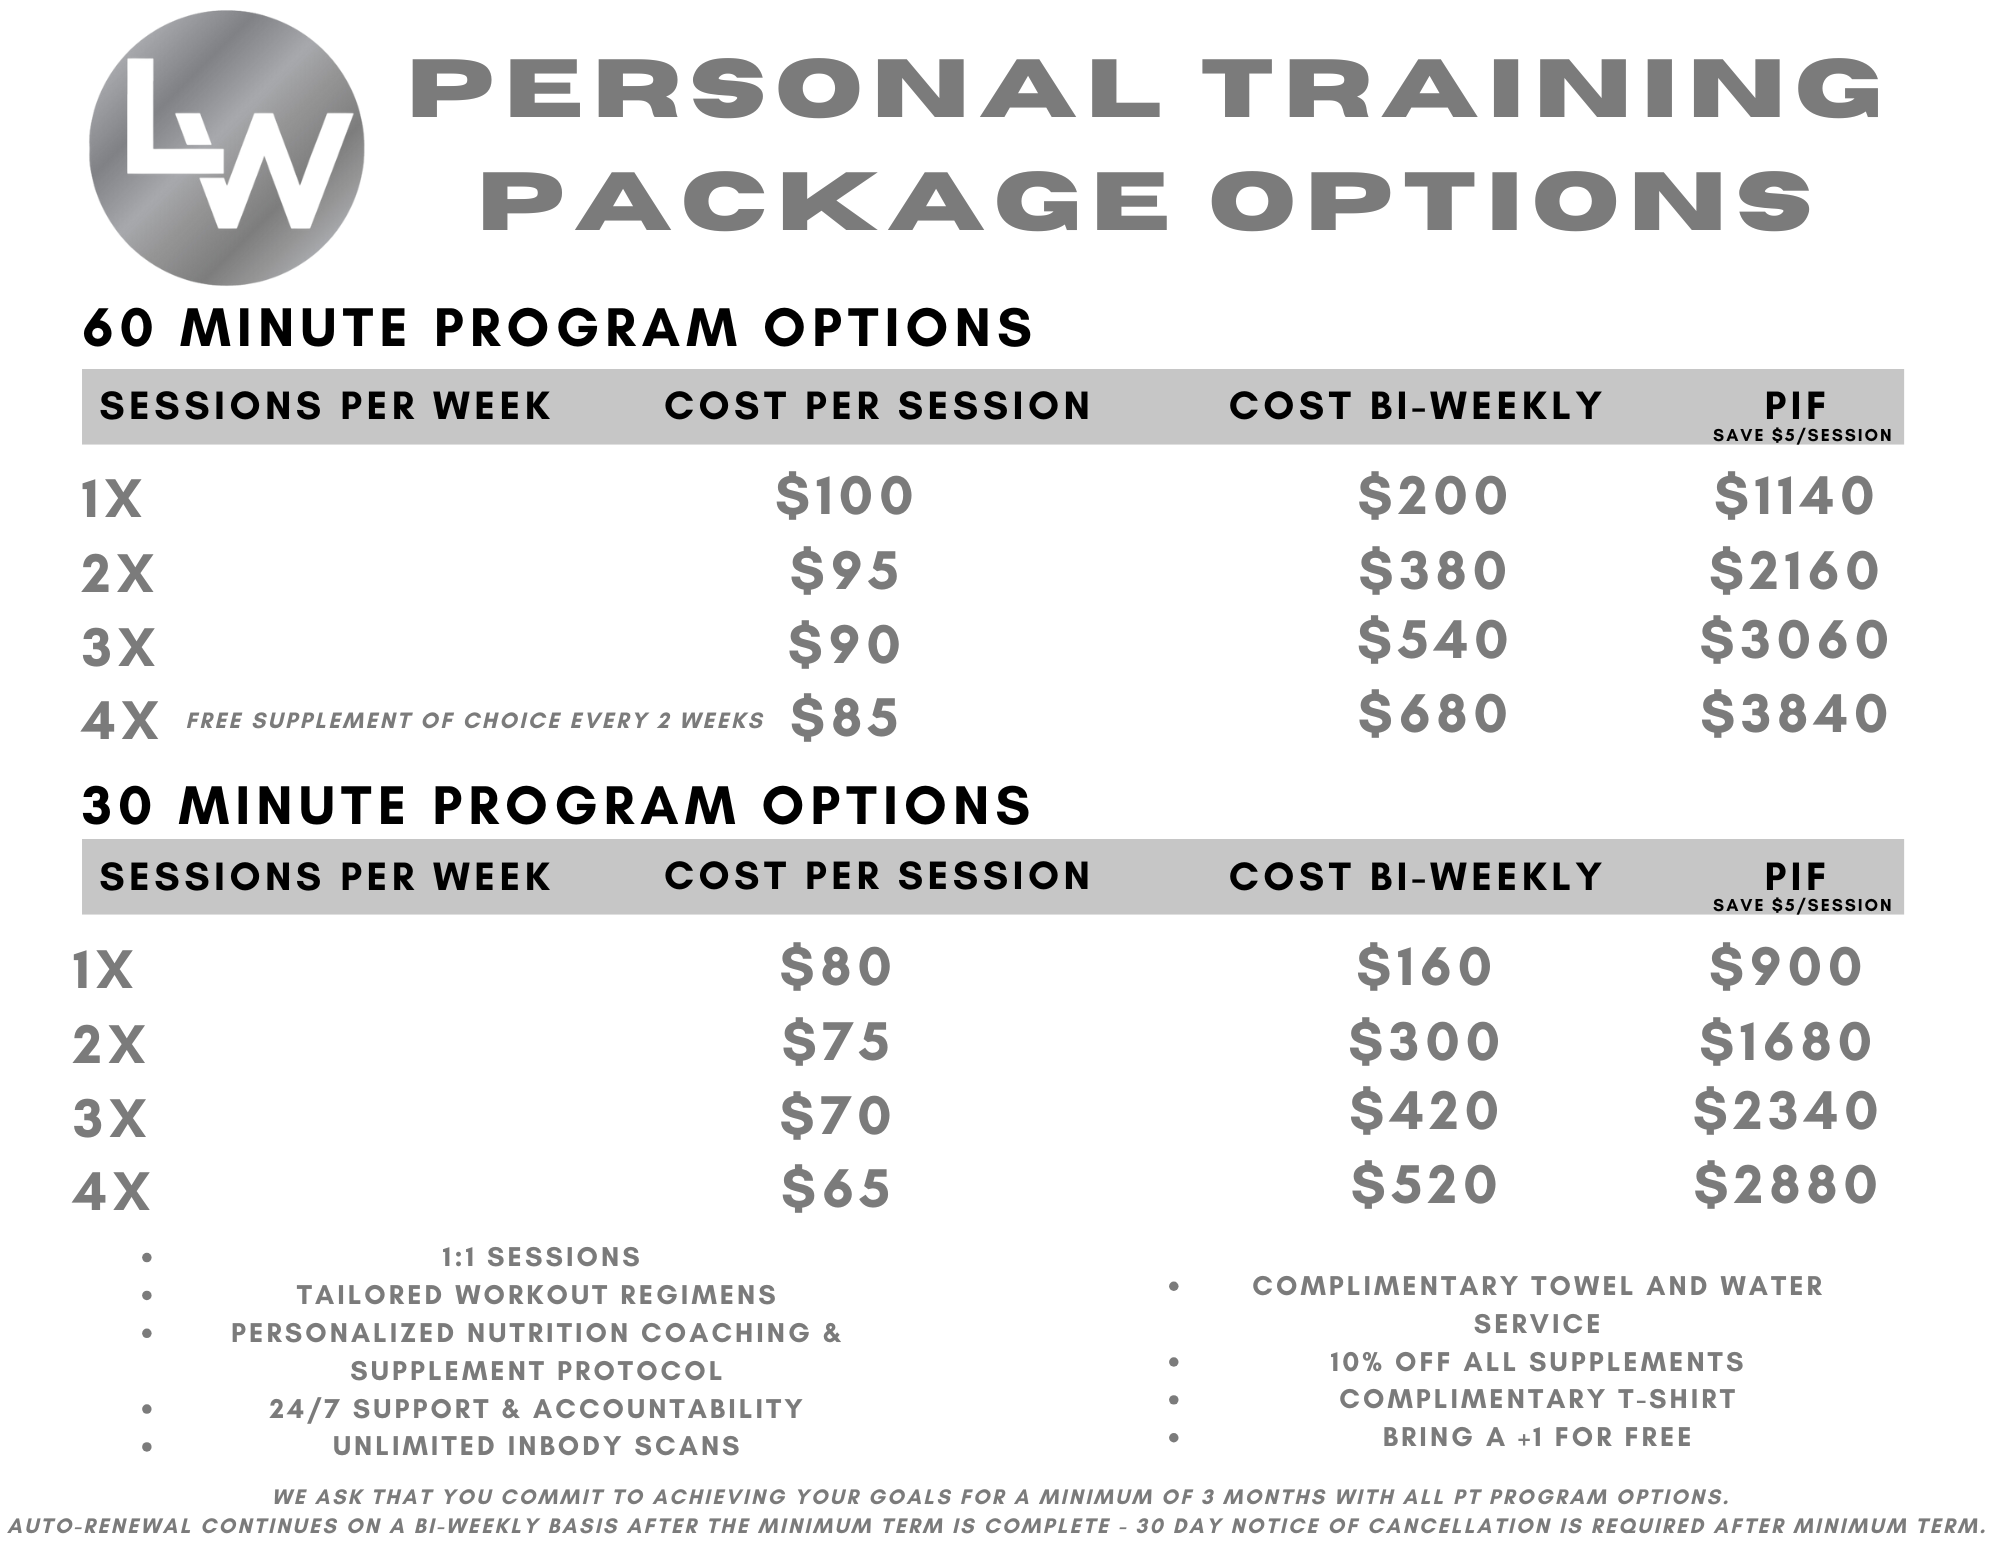 LW
PERSONAL TRAINING
PACKAGE OPTIONS
60 MINUTE PROGRAM OPTIONS
SESSIONS PER WEEK COST PER SESSION COST BI-WEEKLY PIF
SAVE $5/SESSION
1X $100 $200 $1140
2X $95 $380 $2160
3X $90 $540 $3060
4X FREE SUPPLEMENT OF CHOICE EVERY 2 WEEKS $85 $680 $3840
30 MINUTE PROGRAM OPTIONS
SESSIONS PER WEEK COST PER SESSION COST BI-WEEKLY PIF
SAVE $5/SESSION
1X $80 $160 $900
2X $75 $300 $1680
3X $70 $420 $2340
4X $65 $520 $2880
• 1:1 SESSIONS
• TAILORED WORKOUT REGIMENS
• PERSONALIZED NUTRITION COACHING &
SUPPLEMENT PROTOCOL
• 24/7 SUPPORT & ACCOUNTABILITY
• UNLIMITED INBODY SCANS
• COMPLIMENTARY TOWEL AND WATER
SERVICE
• 10% OFF ALL SUPPLEMENTS
• COMPLIMENTARY T-SHIRT
• BRING A +1 FOR FREE
WE ASK THAT YOU COMMIT TO ACHIEVING YOUR GOALS FOR A MINIMUM OF 3 MONTHS WITH ALL PT PROGRAM OPTIONS.
AUTO-RENEWAL CONTINUES ON A BI-WEEKLY BASIS AFTER THE MINIMUM TERM IS COMPLETE - 30 DAY NOTICE OF CANCELLATION IS REQUIRED AFTER MINIMUM TERM.